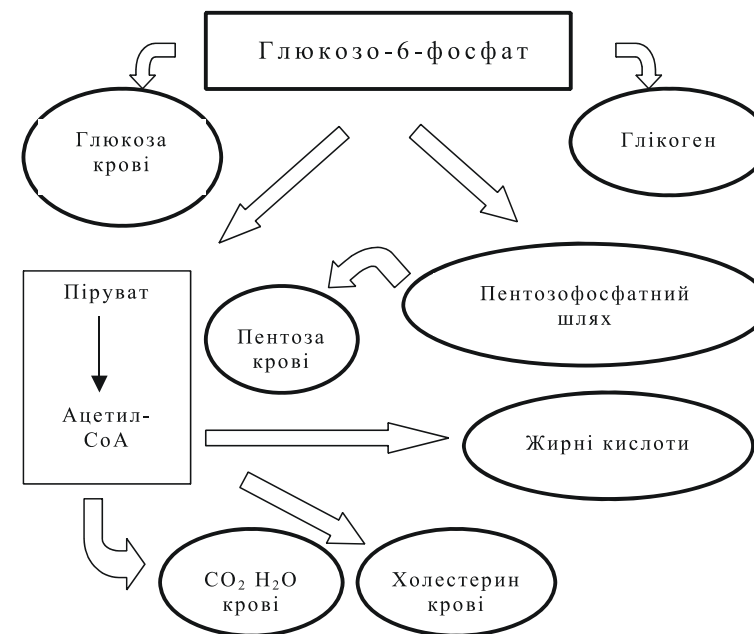 Глюкозо-6-фосфат
Глюкоза
крові
Глікоген
Піруват
Пентозофосфатний
шлях
Пентоза
крові
Ацетил-
СоА
Жирні кислоти
CO₂ H₂O
крові
Холестерин
крові